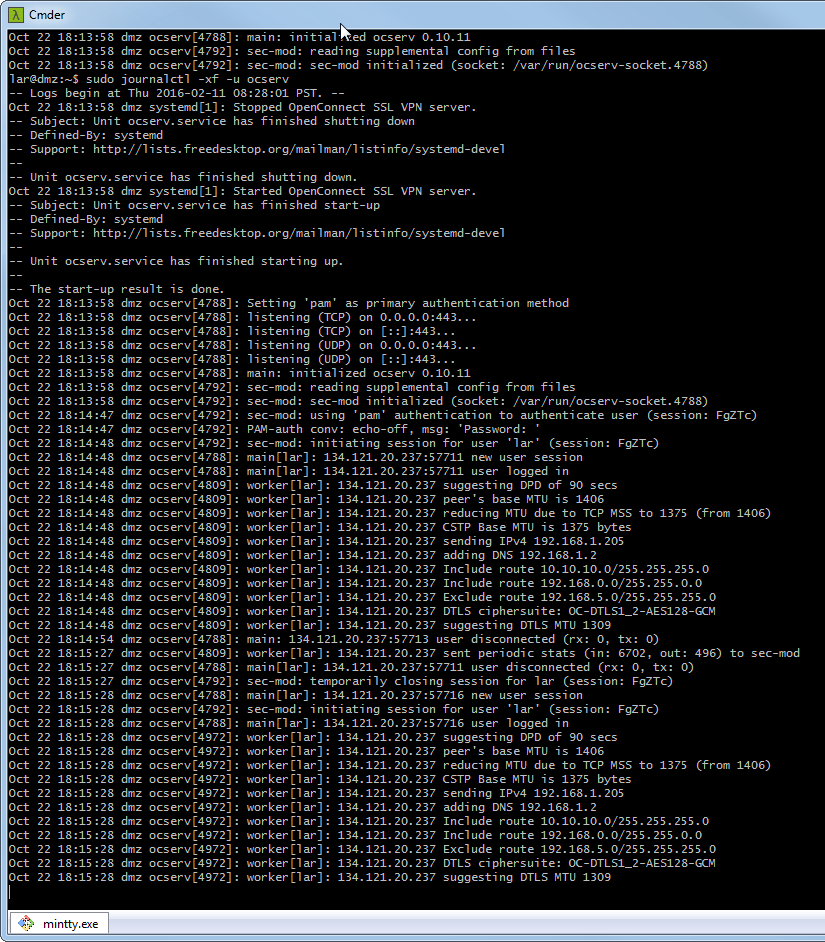 Cmder
Oct 22 18:13:58 dmz ocserv[4788]: main: initialized ocserv 0.10.11
Oct 22 18:13:58 dmz ocserv[4792]: sec-mod: reading supplemental config from files
Oct 22 18:13:58 dmz ocserv[4792]: sec-mod: sec-mod initialized (socket: /var/run/ocserv-socket.4788)
lar@dmz:~$ sudo journalctl -xf -u ocserv
-- Logs begin at Thu 2016-02-11 08:28:01 PST. --
Oct 22 18:13:58 dmz systemd[1]: Stopped OpenConnect SSL VPN server.
-- Subject: Unit ocserv.service has finished shutting down
-- Defined-By: systemd
-- Support: http://lists.freedesktop.org/mailman/listinfo/systemd-devel
--
-- Unit ocserv.service has finished shutting down.
Oct 22 18:13:58 dmz systemd[1]: Started OpenConnect SSL VPN server.
-- Subject: Unit ocserv.service has finished start-up
-- Defined-By: systemd
-- Support: http://lists.freedesktop.org/mailman/listinfo/systemd-devel
--
-- Unit ocserv.service has finished starting up.
--
-- The start-up result is done.
Oct 22 18:13:58 dmz ocserv[4788]: Setting 'pam' as primary authentication method
Oct 22 18:13:58 dmz ocserv[4788]: listening (TCP) on 0.0.0.0:443...
Oct 22 18:13:58 dmz ocserv[4788]: listening (TCP) on [::]:443...
Oct 22 18:13:58 dmz ocserv[4788]: listening (UDP) on 0.0.0.0:443...
Oct 22 18:13:58 dmz ocserv[4788]: listening (UDP) on [::]:443...
Oct 22 18:13:58 dmz ocserv[4788]: main: initialized ocserv 0.10.11
Oct 22 18:13:58 dmz ocserv[4792]: sec-mod: reading supplemental config from files
Oct 22 18:13:58 dmz ocserv[4792]: sec-mod: sec-mod initialized (socket: /var/run/ocserv-socket.4788)
Oct 22 18:14:47 dmz ocserv[4792]: sec-mod: using 'pam' authentication to authenticate user (session: FgZTc)
Oct 22 18:14:47 dmz ocserv[4792]: PAM-auth conv: echo-off, msg: 'Password: '
Oct 22 18:14:48 dmz ocserv[4792]: sec-mod: initiating session for user 'lar' (session: FgZTc)
Oct 22 18:14:48 dmz ocserv[4788]: main[lar]: 134.121.20.237:57711 new user session
Oct 22 18:14:48 dmz ocserv[4788]: main[lar]: 134.121.20.237:57711 user logged in
Oct 22 18:14:48 dmz ocserv[4809]: worker[lar]: 134.121.20.237 suggesting DPD of 90 secs
Oct 22 18:14:48 dmz ocserv[4809]: worker[lar]: 134.121.20.237 peer's base MTU is 1406
Oct 22 18:14:48 dmz ocserv[4809]: worker[lar]: 134.121.20.237 reducing MTU due to TCP MSS to 1375 (from 1406)
Oct 22 18:14:48 dmz ocserv[4809]: worker[lar]: 134.121.20.237 CSTP Base MTU is 1375 bytes
Oct 22 18:14:48 dmz ocserv[4809]: worker[lar]: 134.121.20.237 sending IPv4 192.168.1.205
Oct 22 18:14:48 dmz ocserv[4809]: worker[lar]: 134.121.20.237 adding DNS 192.168.1.2
Oct 22 18:14:48 dmz ocserv[4809]: worker[lar]: 134.121.20.237 Include route 10.10.10.0/255.255.255.0
Oct 22 18:14:48 dmz ocserv[4809]: worker[lar]: 134.121.20.237 Include route 192.168.0.0/255.255.0.0
Oct 22 18:14:48 dmz ocserv[4809]: worker[lar]: 134.121.20.237 Exclude route 192.168.5.0/255.255.255.0
Oct 22 18:14:48 dmz ocserv[4809]: worker[lar]: 134.121.20.237 DTLS ciphersuite: OC-DTLS1_2-AES128-GCM
Oct 22 18:14:48 dmz ocserv[4809]: worker[lar]: 134.121.20.237 suggesting DTLS MTU 1309
Oct 22 18:14:54 dmz ocserv[4788]: main: 134.121.20.237:57713 user disconnected (rx: 0, tx: 0)
Oct 22 18:15:27 dmz ocserv[4809]: worker[lar]: 134.121.20.237 sent periodic stats (in: 6702, out: 496) to sec-mod
Oct 22 18:15:27 dmz ocserv[4788]: main[lar]: 134.121.20.237:57711 user disconnected (rx: 0, tx: 0)
Oct 22 18:15:27 dmz ocserv[4792]: sec-mod: temporarily closing session for lar (session: FgZTc)
Oct 22 18:15:28 dmz ocserv[4788]: main[lar]: 134.121.20.237:57716 new user session
Oct 22 18:15:28 dmz ocserv[4792]: sec-mod: initiating session for user 'lar' (session: FgZTc)
Oct 22 18:15:28 dmz ocserv[4788]: main[lar]: 134.121.20.237:57716 user logged in
Oct 22 18:15:28 dmz ocserv[4972]: worker[lar]: 134.121.20.237 suggesting DPD of 90 secs
Oct 22 18:15:28 dmz ocserv[4972]: worker[lar]: 134.121.20.237 peer's base MTU is 1406
Oct 22 18:15:28 dmz ocserv[4972]: worker[lar]: 134.121.20.237 reducing MTU due to TCP MSS to 1375 (from 1406)
Oct 22 18:15:28 dmz ocserv[4972]: worker[lar]: 134.121.20.237 CSTP Base MTU is 1375 bytes
Oct 22 18:15:28 dmz ocserv[4972]: worker[lar]: 134.121.20.237 sending IPv4 192.168.1.205
Oct 22 18:15:28 dmz ocserv[4972]: worker[lar]: 134.121.20.237 adding DNS 192.168.1.2
Oct 22 18:15:28 dmz ocserv[4972]: worker[lar]: 134.121.20.237 Include route 10.10.10.0/255.255.255.0
Oct 22 18:15:28 dmz ocserv[4972]: worker[lar]: 134.121.20.237 Include route 192.168.0.0/255.255.0.0
Oct 22 18:15:28 dmz ocserv[4972]: worker[lar]: 134.121.20.237 Exclude route 192.168.5.0/255.255.255.0
Oct 22 18:15:28 dmz ocserv[4972]: worker[lar]: 134.121.20.237 DTLS ciphersuite: OC-DTLS1_2-AES128-GCM
Oct 22 18:15:28 dmz ocserv[4972]: worker[lar]: 134.121.20.237 suggesting DTLS MTU 1309
mintty.exe